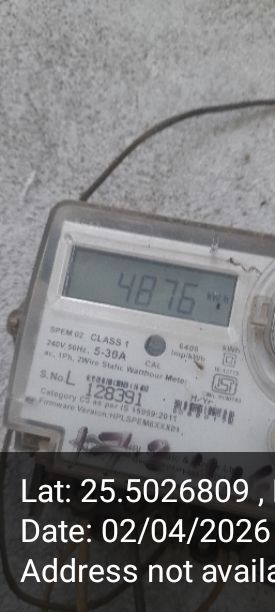 4876 kWh
SPEM 02 CLASS 1
240V 50Hz, 5-30A
6400 imp/kWh
ac, 1Ph, 2Wire Static Watthour Meter
CAL
S.No L 128391
Category C5 as per IS 15959:2011
Firmware Version:HPLSPEM6XXX01
Lat: 25.5026809 ,
Date: 02/04/2026
Address not availa